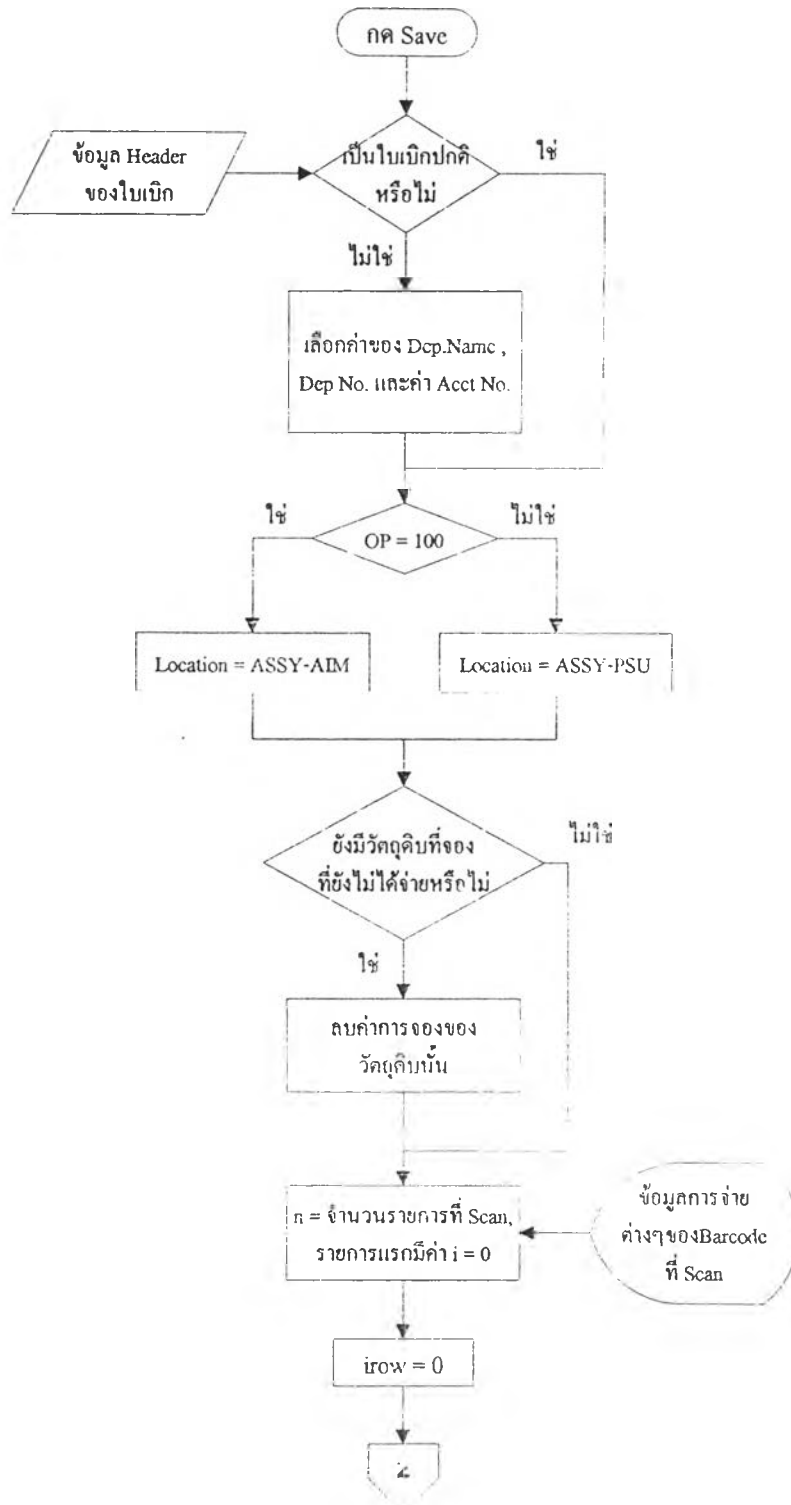 กด Save
ข้อมูล Header
ของใบเบิก
เป็นใบเบิกปกติ
หรือไม่
ใช่
ไม่ใช่
เลือกค่าของ Dep.Name ,
Dep No. และค่า Acct No.
ใช่
OP = 100
ไม่ใช่
Location = ASSY-AIM
Location = ASSY-PSU
ยังมีวัตถุดิบที่จอง
ที่ยังไม่ได้จ่ายหรือไม่
ไม่ใช่
ใช่
ลบค่าการจองของ
วัตถุดิบนั้น
n = จำนวนรายการที่ Scan,
รายการแรกมีค่า i = 0
ข้อมูลการจ่าย
ต่างๆของBarcode
ที่ Scan
irow = 0